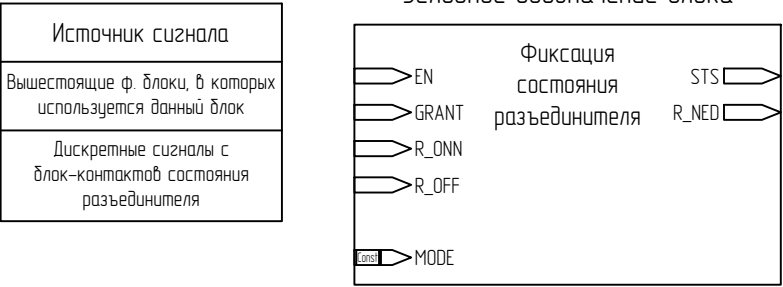 Источник сигнала
Вышестоящие ф. блоки, в которых
используется данный блок
Дискретные сигналы с
блок-контактов состояния
разъединителя
Условное обозначение блока
Фиксация
состояния
разъединителя
EN
GRANT
R_ONN
R_OFF
Const
MODE
STS
R_NED